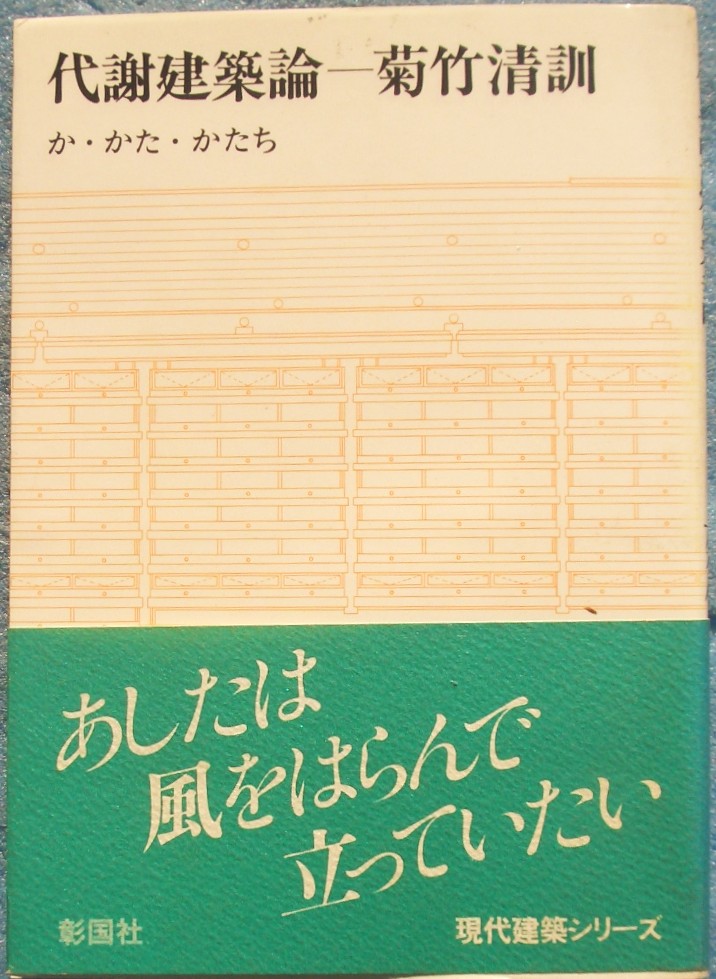 代謝建築論―菊竹清訓
か・かた・かたち
あしたは
風をはらんで
立っていたい
彰国社
現代建築シリーズ